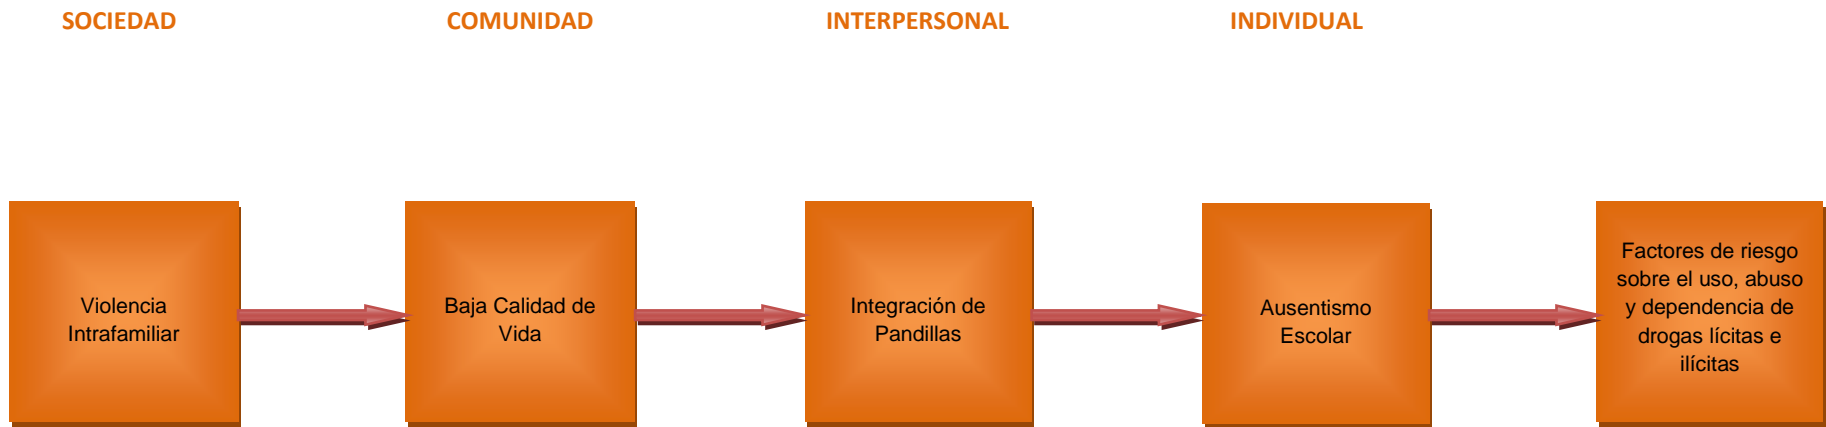 SOCIEDAD
COMUNIDAD
INTERPERSONAL
INDIVIDUAL
Violencia
Intrafamiliar
Baja Calidad de
Vida
Integración de
Pandillas
Ausentismo
Escolar
Factores de riesgo
sobre el uso, abuso
y dependencia de
drogas lícitas e
ilícitas